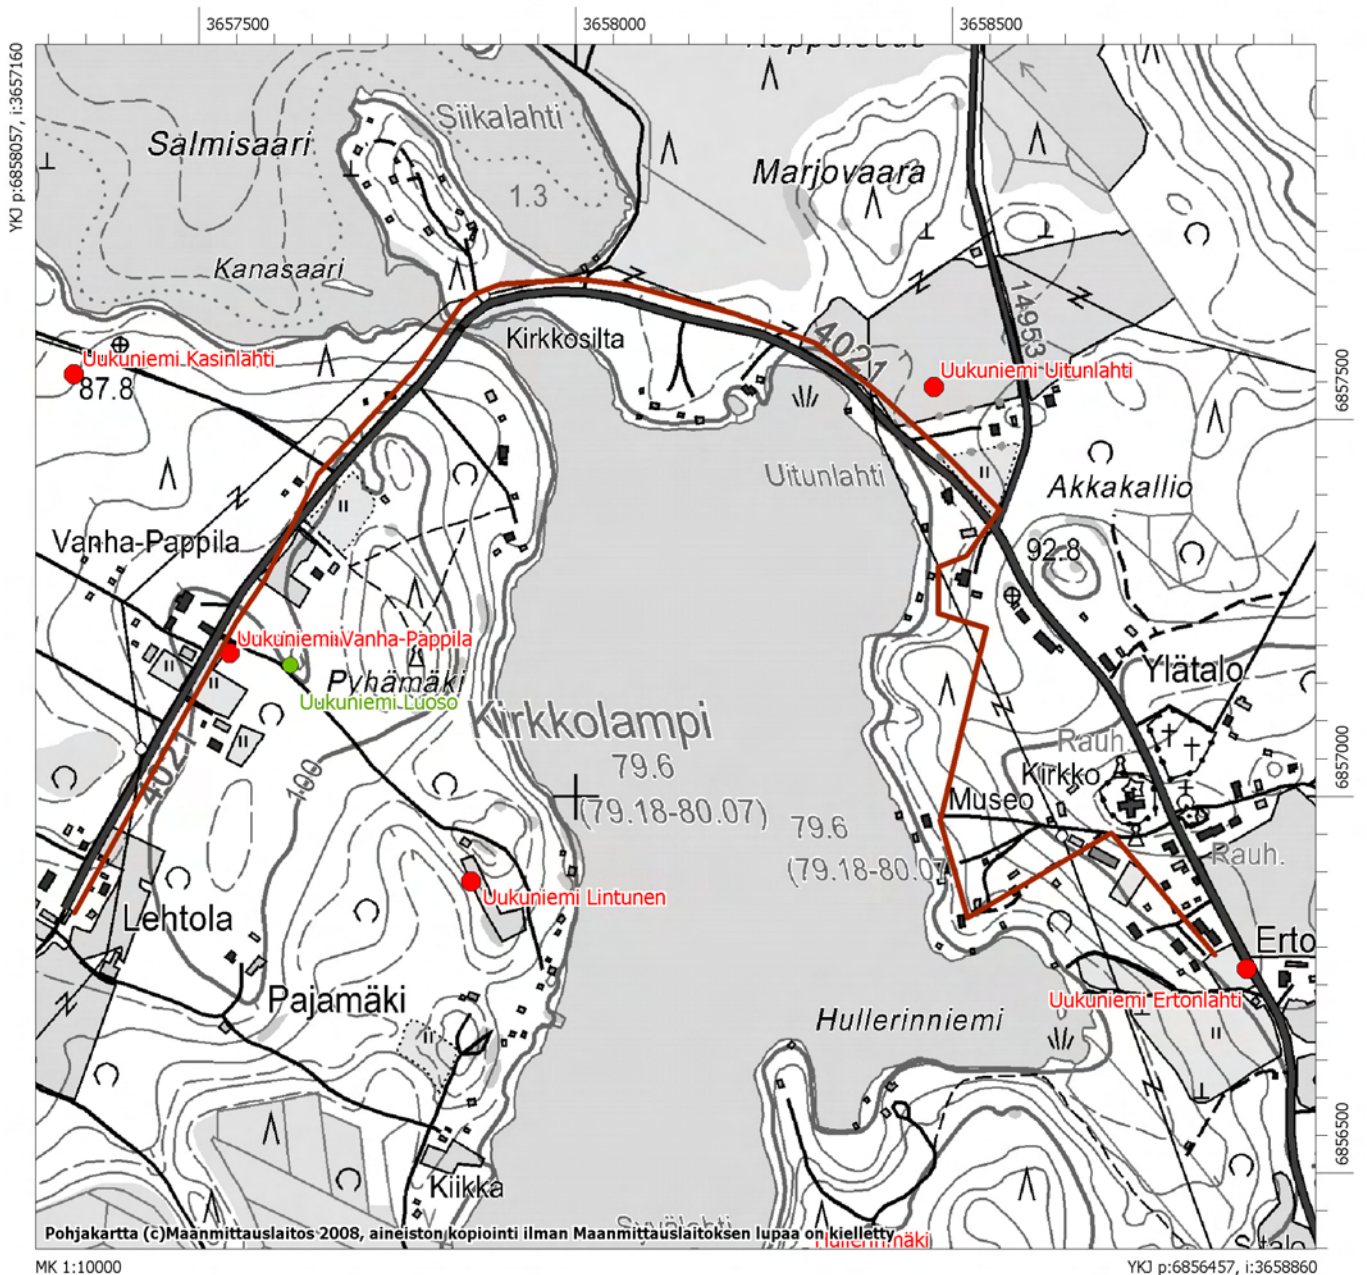 3657500
3658000
3658500
YKJ p:6858057, i:3657160
Salmisaari
Siikalahti
1.3
Marjovaara
Kanasaari
14953
Kirkkosilta
4021
Uukuniemi Kasinlahti
87.8
Uukuniemi Uitunlahti
6857500
Uitunlahti
Akkakallio
Vanha-Pappila
92.8
Uukuniemi Vanha-Pappila
Pyhämäki
Uukuniemi Luoso
Ylätalo
Kirkkolampi
79.6
(79.18-80.07)
Rauh.
Kirkko
Museo
6857000
4021
100
79.6
(79.18-80.07
Rauh.
Uukuniemi Lintunen
Lehtola
Erto
Pajamäki
Uukuniemi Ertonlahti
Hullerinniemi
6856500
Kiikka
Syvälahti
Pohjakartta (c)Maanmittauslaitos 2008, aineiston kopiointi ilman Maanmittauslaitoksen lupaa on kielletty
Hullerinmäki
MK 1:10000
YKJ p:6856457, i:3658860